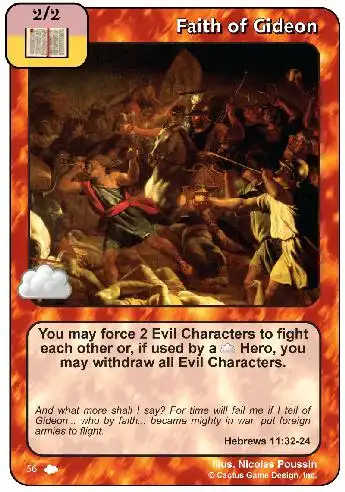 2/2
Faith of Gideon
You may force 2 Evil Characters to fight
each other or, if used by a Hero, you
may withdraw all Evil Characters.
And what more shall I say? For time will fail me if I tell of
Gideon... who by faith... became mighty in war, put foreign
armies to flight.
Hebrews 11:32-24
56
Illus. Nicolas Poussin
© Cactus Game Design, Inc.